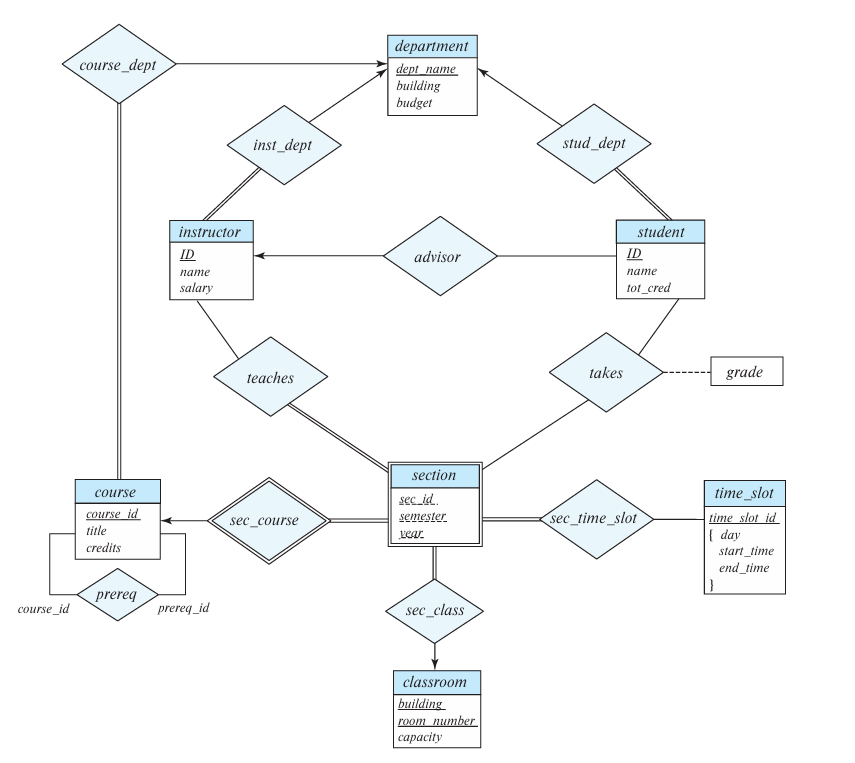 department
dept_name
building
budget
course_dept
inst_dept
stud_dept
instructor
ID
name
salary
advisor
student
ID
name
tot_cred
teaches
takes
grade
section
sec_id
semester
year
course
course_id
title
credits
sec_course
sec_time_slot
time_slot
time_slot_id
{ day
start_time
end_time
}
prereq
course_id
prereq_id
sec_class
classroom
building
room_number
capacity